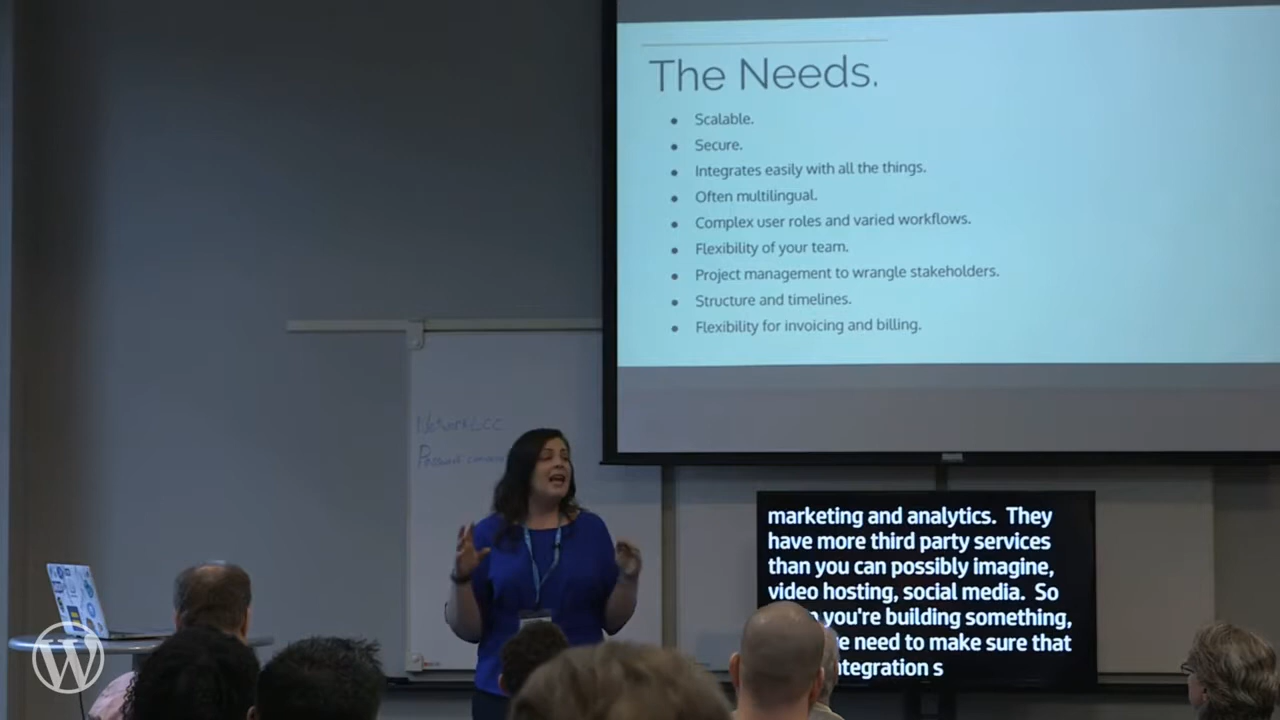 The Needs.
Scalable.
Secure.
Integrates easily with all the things.
Often multilingual.
Complex user roles and varied workflows.
Flexibility of your team.
Project management to wrangle stakeholders.
Structure and timelines.
Flexibility for invoicing and billing.
marketing and analytics. They
have more third party services
than you can possibly imagine,
video hosting, social media. So
you're building something,
need to make sure that
s